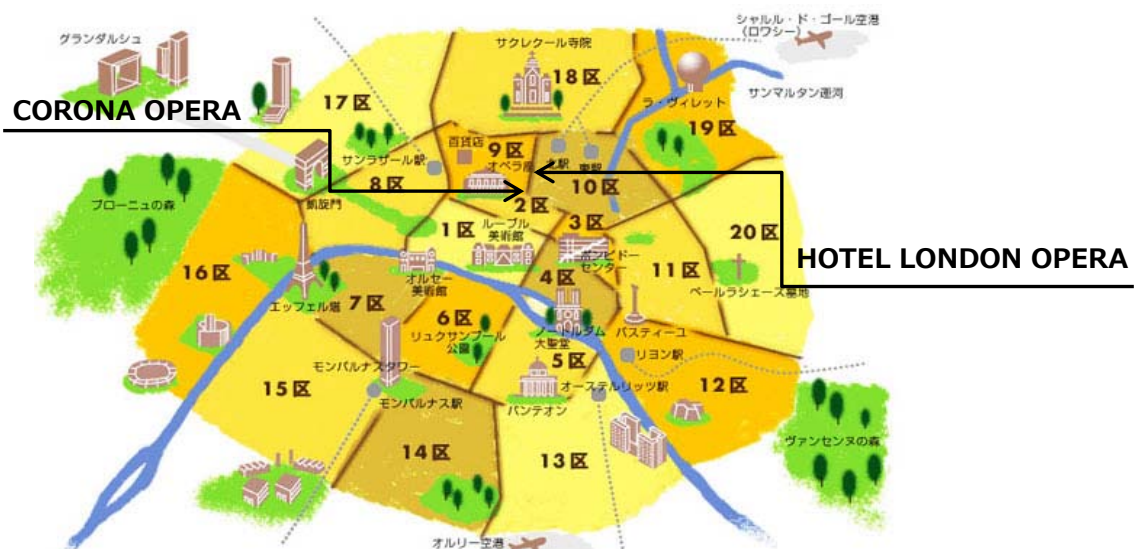 シャルル・ド・ゴール空港
(ロワシー)
グランダルシュ
サクレクール寺院
18区
ラ・ヴィレット
サンマルタン運河
17区
CORONA OPERA
19区
百貨店
9区
北駅
東駅
サンラザール駅
オペラ座
8区
10区
ブローニュの森
凱旋門
2区
1区
ルーブル
美術館
3区
20区
ポンピドー
センター
HOTEL LONDON OPERA
16区
オルセー
美術館
4区
11区
ペールラシェーズ墓地
エッフェル塔
7区
6区
リュクサンブール
公園
ノートルダム
大聖堂
バスティーユ
リヨン駅
5区
モンパルナスタワー
15区
オーステルリッツ駅
12区
モンパルナス駅
パンテオン
ヴァンセンヌの森
14区
13区
オルリー空港